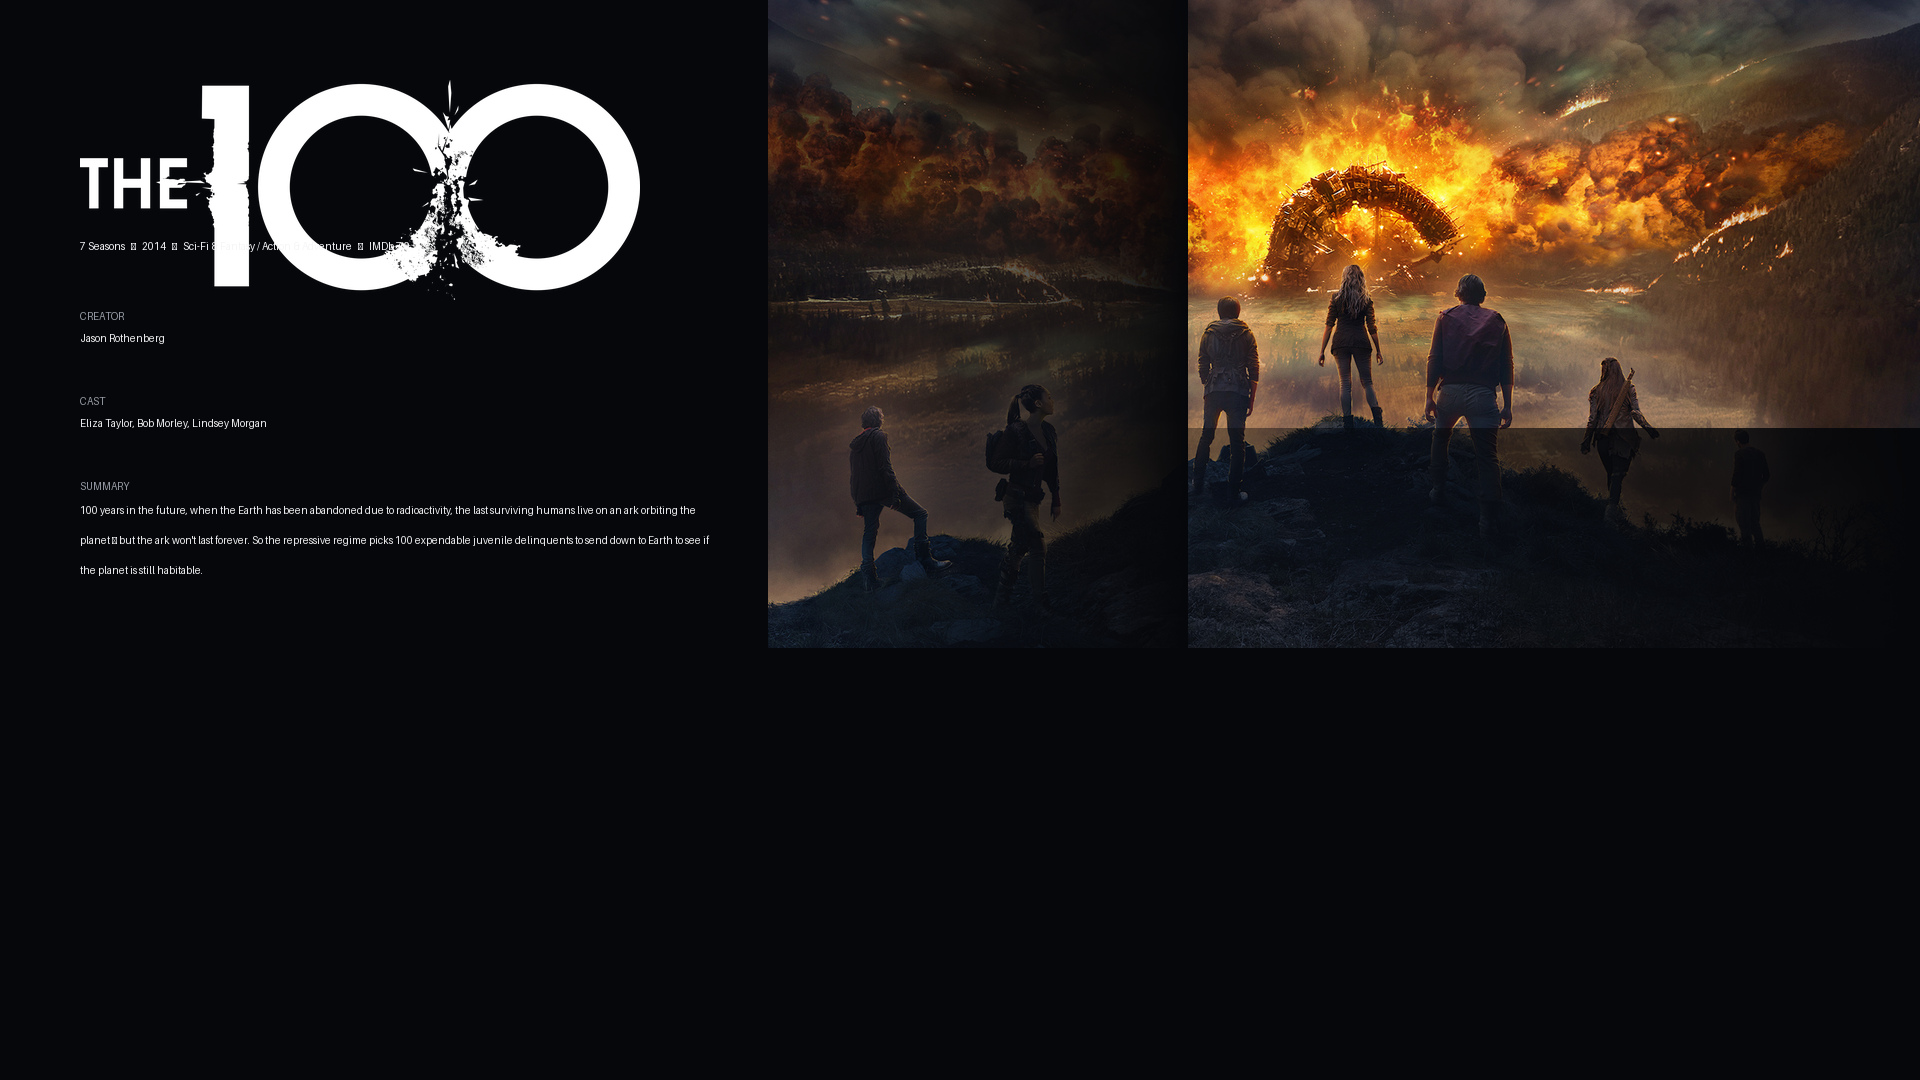 THE 100
7 Seasons 2014 Sci-Fi / IMDb
CREATOR
Jason Rothenberg
CAST
Eliza Taylor, Bob Morley, Lindsey Morgan
SUMMARY
100 years in the future, when the Earth has been abandoned due to radioactivity, the last surviving humans live on an ark orbiting the
planet but the ark won't last forever. So the repressive regime picks 100 expendable juvenile delinquents to send down to Earth to see if
the planet is still habitable.